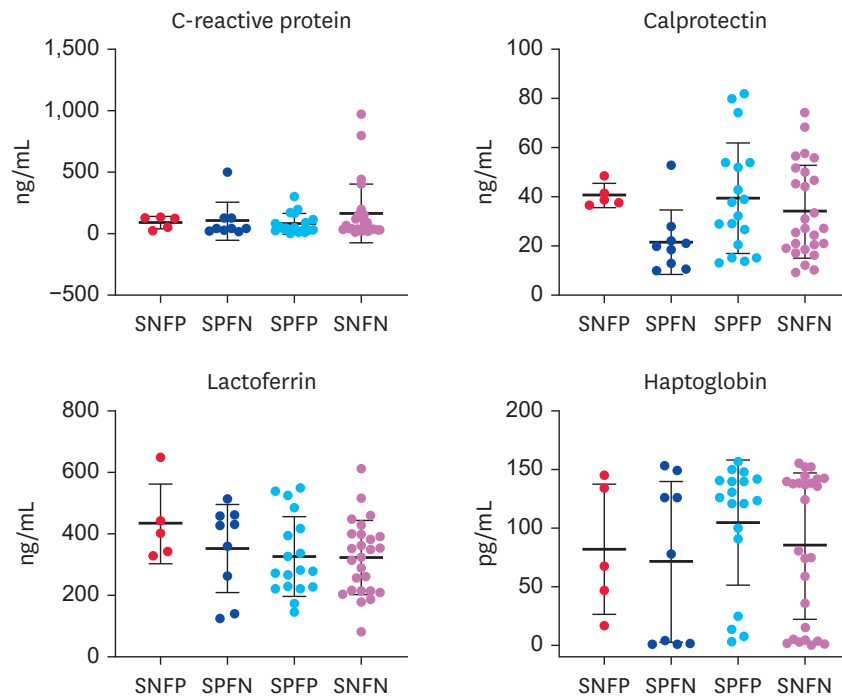 C-reactive protein
1,500
1,000
500
0
−500
ng/mL
SNFP SPFN SPFP SNFN
Calprotectin
100
80
60
40
20
0
ng/mL
SNFP SPFN SPFP SNFN
Lactoferrin
800
600
400
200
0
ng/mL
SNFP SPFN SPFP SNFN
Haptoglobin
200
150
100
50
0
pg/mL
SNFP SPFN SPFP SNFN